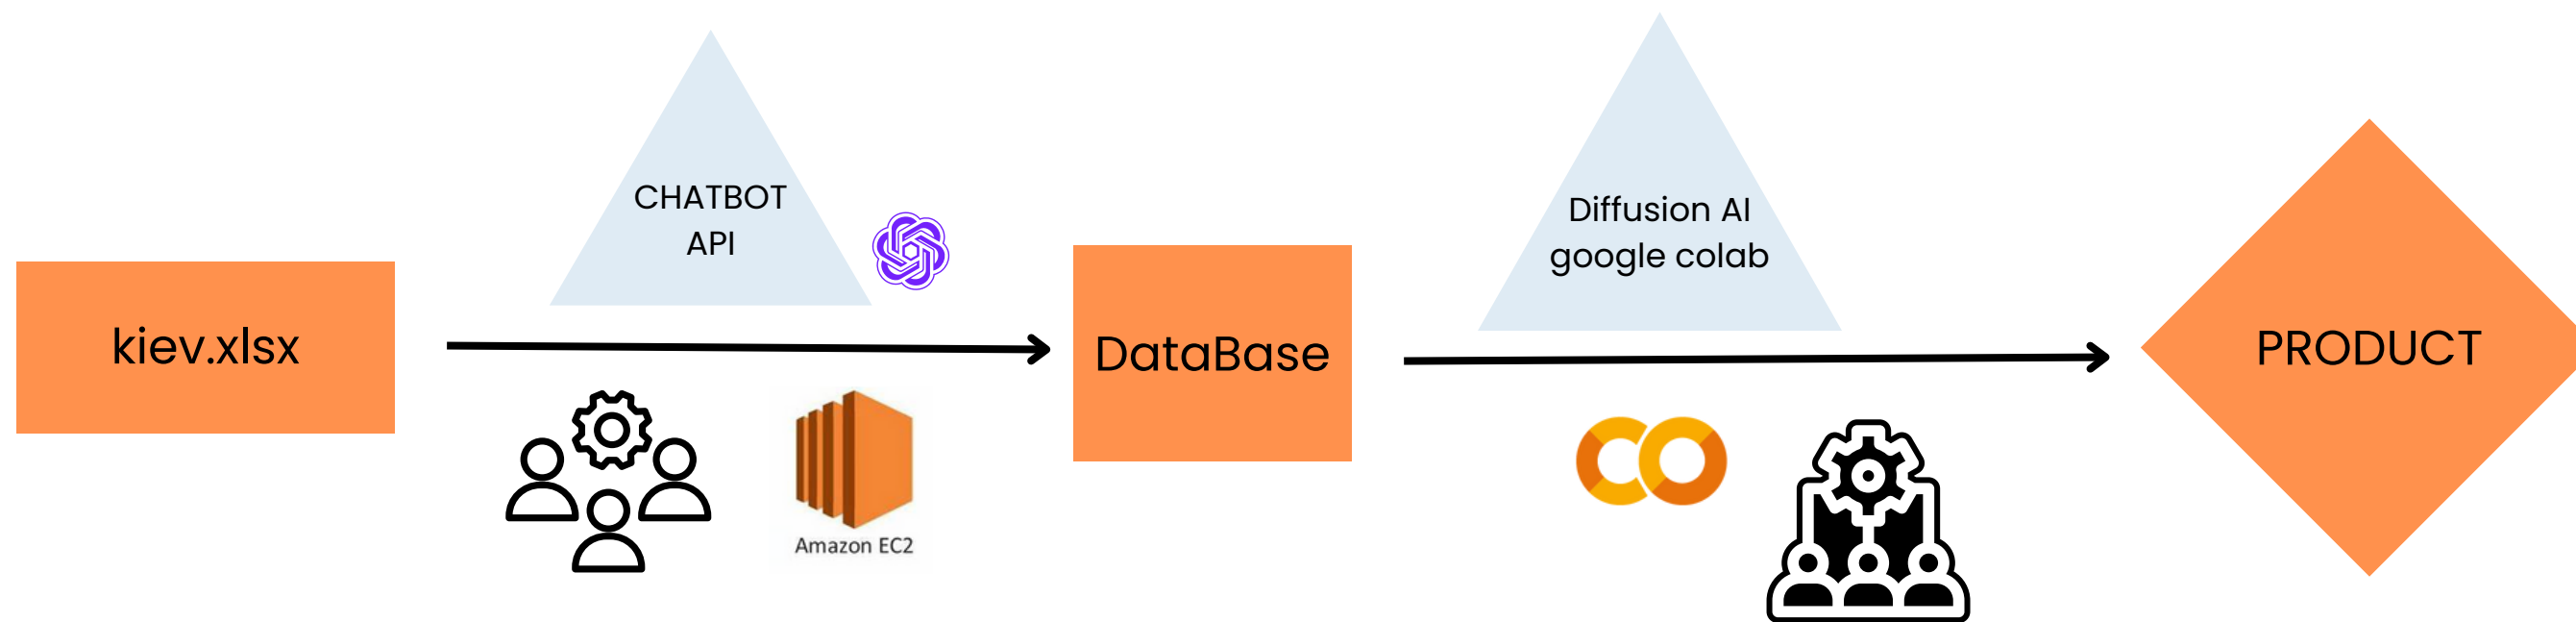 CHATBOT
API
Diffusion AI
google colab
kiev.xlsx
DataBase
PRODUCT
Amazon EC2